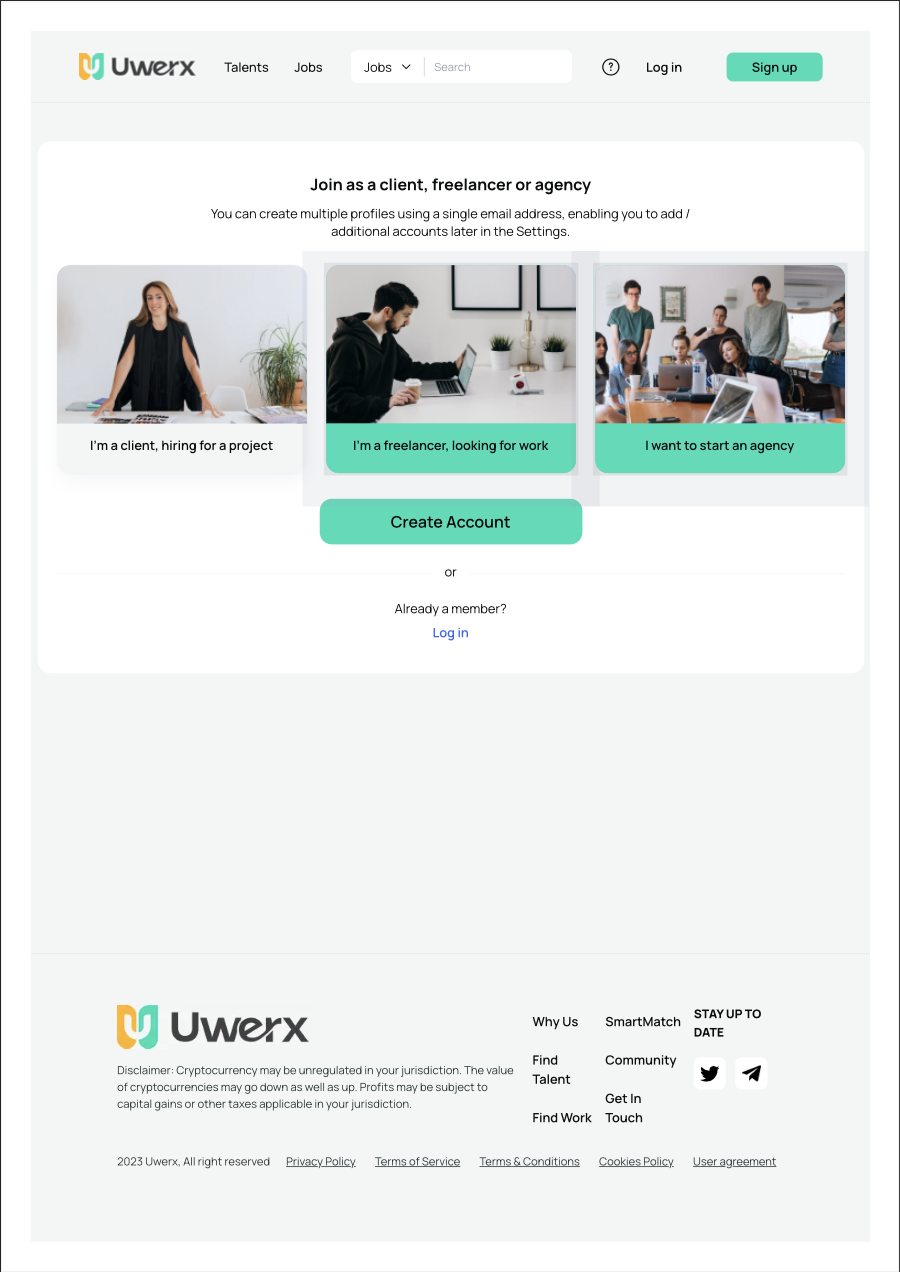 Uwerx Talents Jobs Jobs Search ? Log in Sign up
Join as a client, freelancer or agency
You can create multiple profiles using a single email address, enabling you to add /
additional accounts later in the Settings.
I'm a client, hiring for a project
I'm a freelancer, looking for work
I want to start an agency
Create Account
or
Already a member?
Log in
Uwerx
Disclaimer: Cryptocurrency may be unregulated in your jurisdiction. The value
of cryptocurrencies may go down as well as up. Profits may be subject to
capital gains or other taxes applicable in your jurisdiction.
Why Us
Find
Talent
Find Work
SmartMatch
Community
Get In
Touch
STAY UP TO
DATE
2023 Uwerx, All right reserved Privacy Policy Terms of Service Terms & Conditions Cookies Policy User agreement